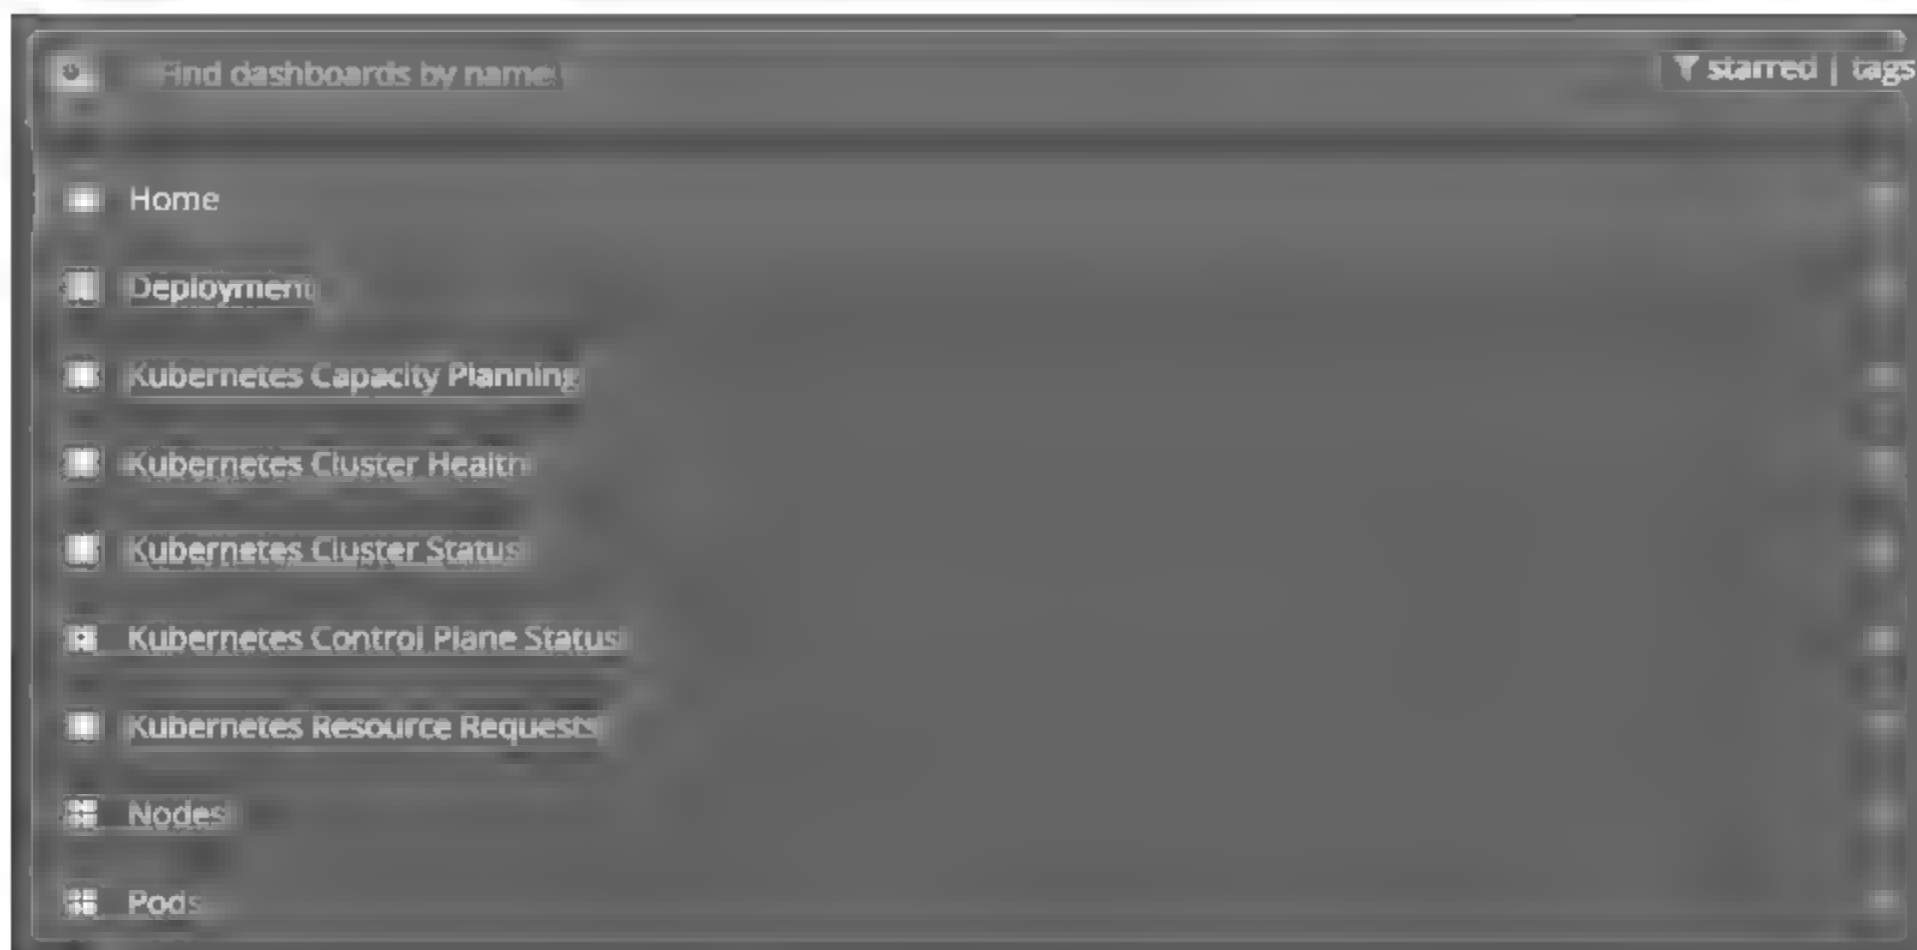 Find dashboards by name
starred | tags
Home
Deployment
Kubernetes Capacity Planning
Kubernetes Cluster Health
Kubernetes Cluster Status
Kubernetes Control Plane Status
Kubernetes Resource Requests
Nodes
Pods